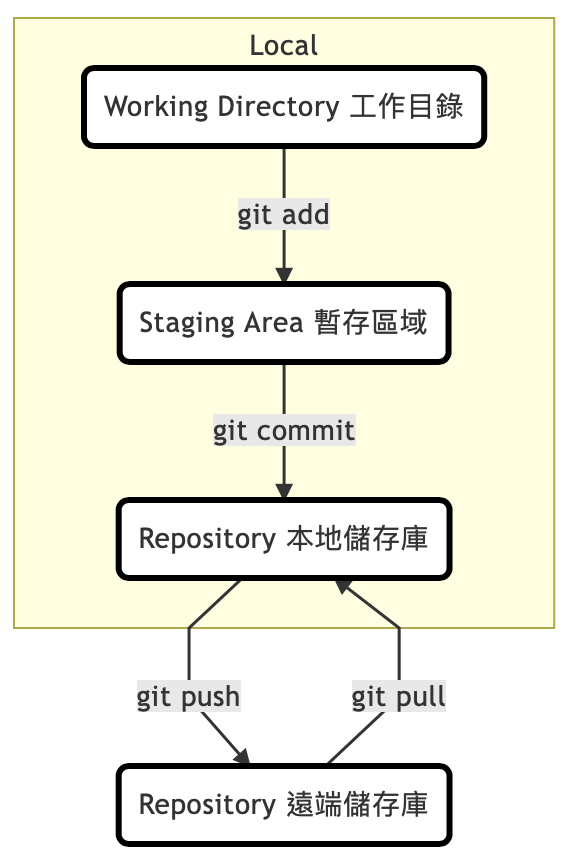 Local
Working Directory 工作目錄
git add
Staging Area 暫存區域
git commit
Repository 本地儲存庫
git push
git pull
Repository 遠端儲存庫